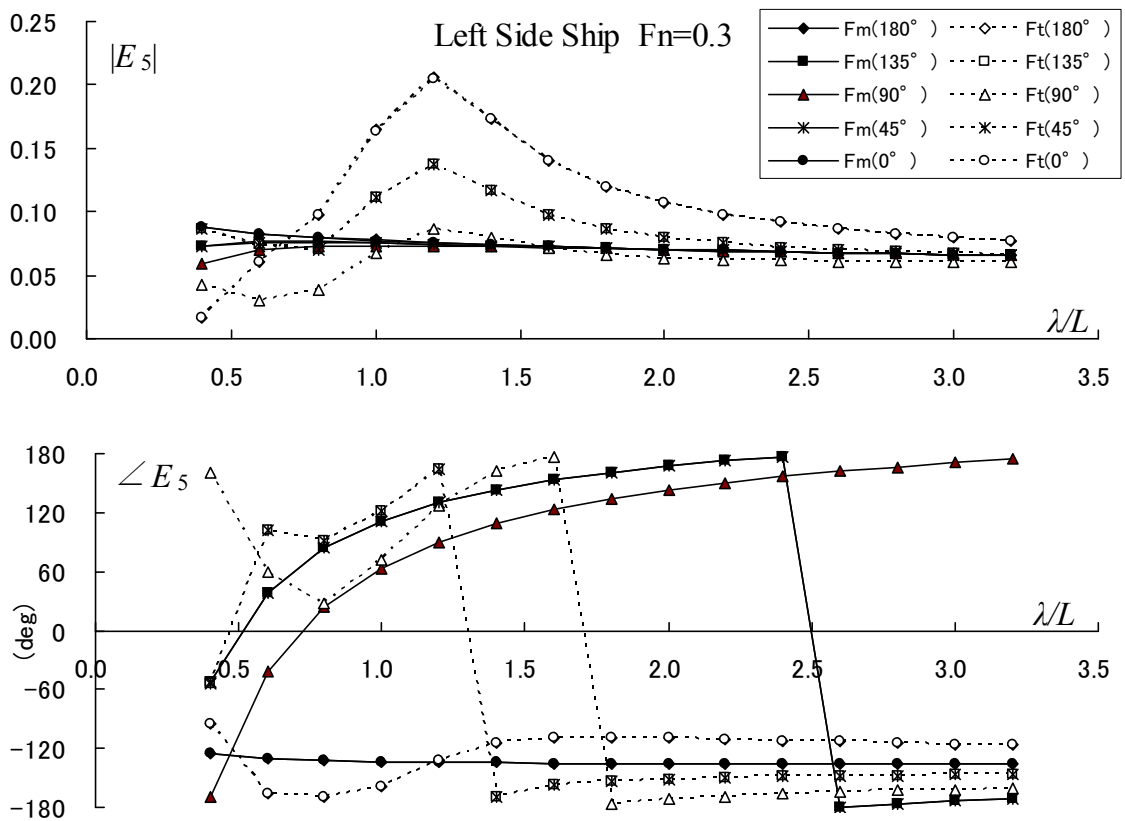 0.25
|E 5|
Left Side Ship Fn=0.3
Fm(180° ) Ft(180° )
Fm(135° ) Ft(135° )
Fm(90° ) Ft(90° )
Fm(45° ) Ft(45° )
Fm(0° ) Ft(0° )
0.20
0.15
0.10
0.05
0.00
λ/L
0.0 0.5 1.0 1.5 2.0 2.5 3.0 3.5
180
∠E 5
120
60
0
(deg)
λ/L
0.0 0.5 1.0 1.5 2.0 2.5 3.0 3.5
-60
-120
-180